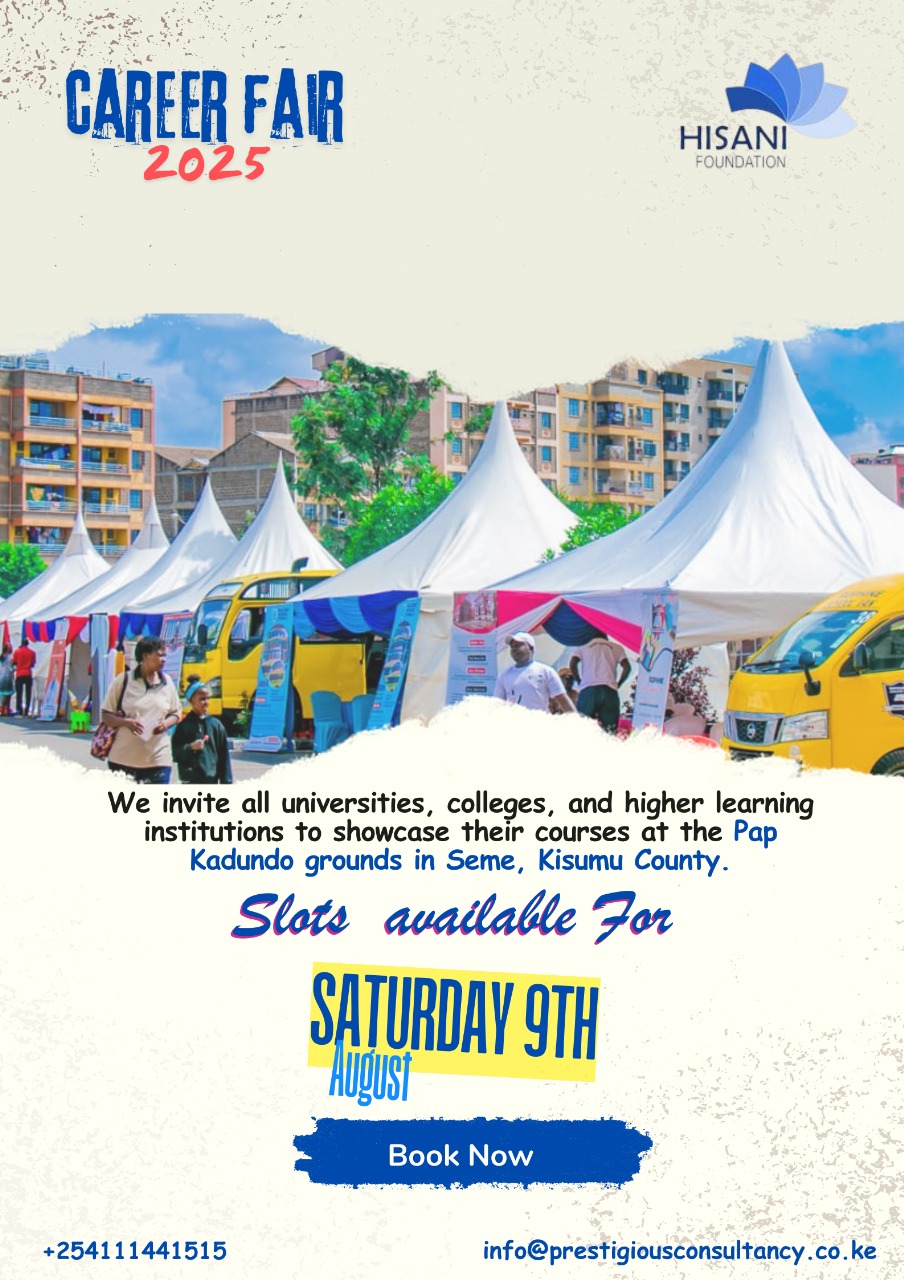 CAREER FAIR
2025
HISANI
FOUNDATION
We invite all universities, colleges, and higher learning
institutions to showcase their courses at the Pap
Kadundo grounds in Seme, Kisumu County.
Slots available For
SATURDAY 9TH
August
Book Now
+254111441515
info@prestigiousconsultancy.co.ke